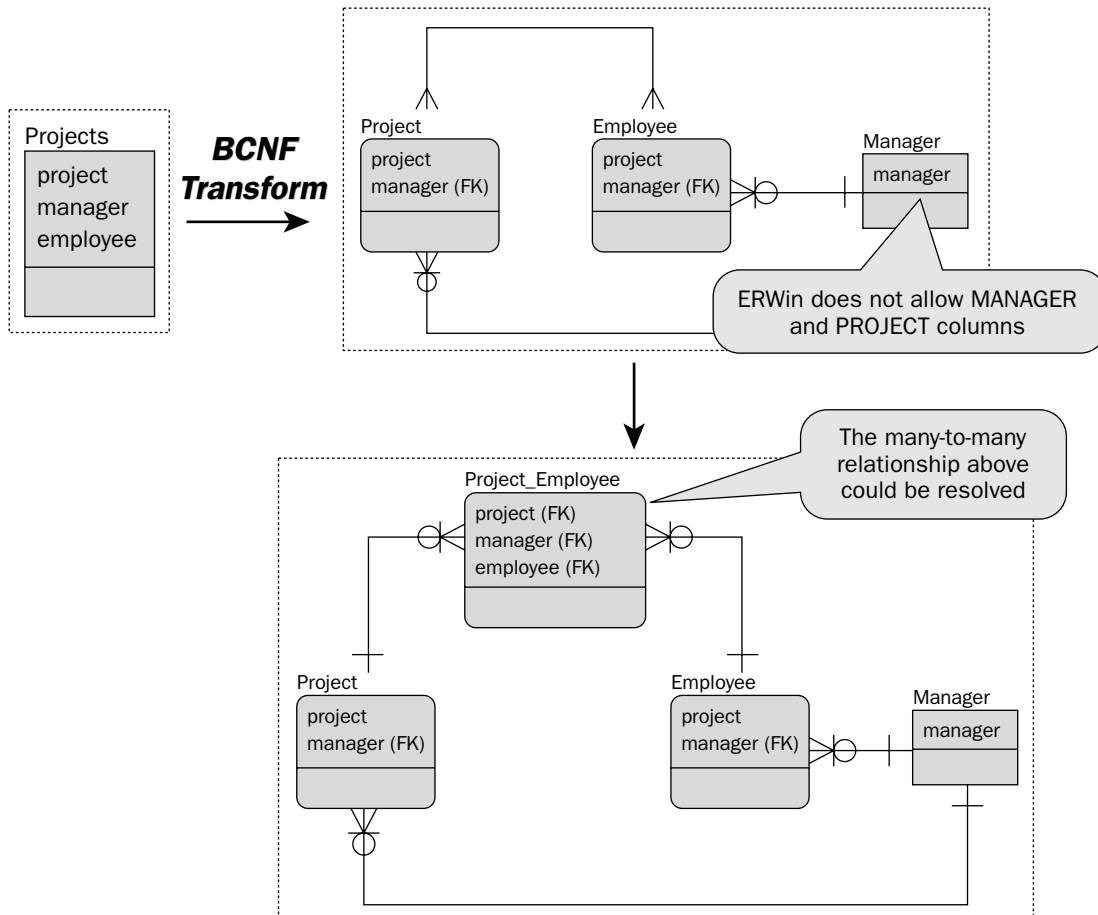 Projects
project
manager
employee
BCNF
Transform
Project
project
manager (FK)
Employee
project
manager (FK)
Manager
manager
ERWin does not allow MANAGER
and PROJECT columns
The many-to-many
relationship above
could be resolved
Project_Employee
project (FK)
manager (FK)
employee (FK)
Project
project
manager (FK)
Employee
project
manager (FK)
Manager
manager